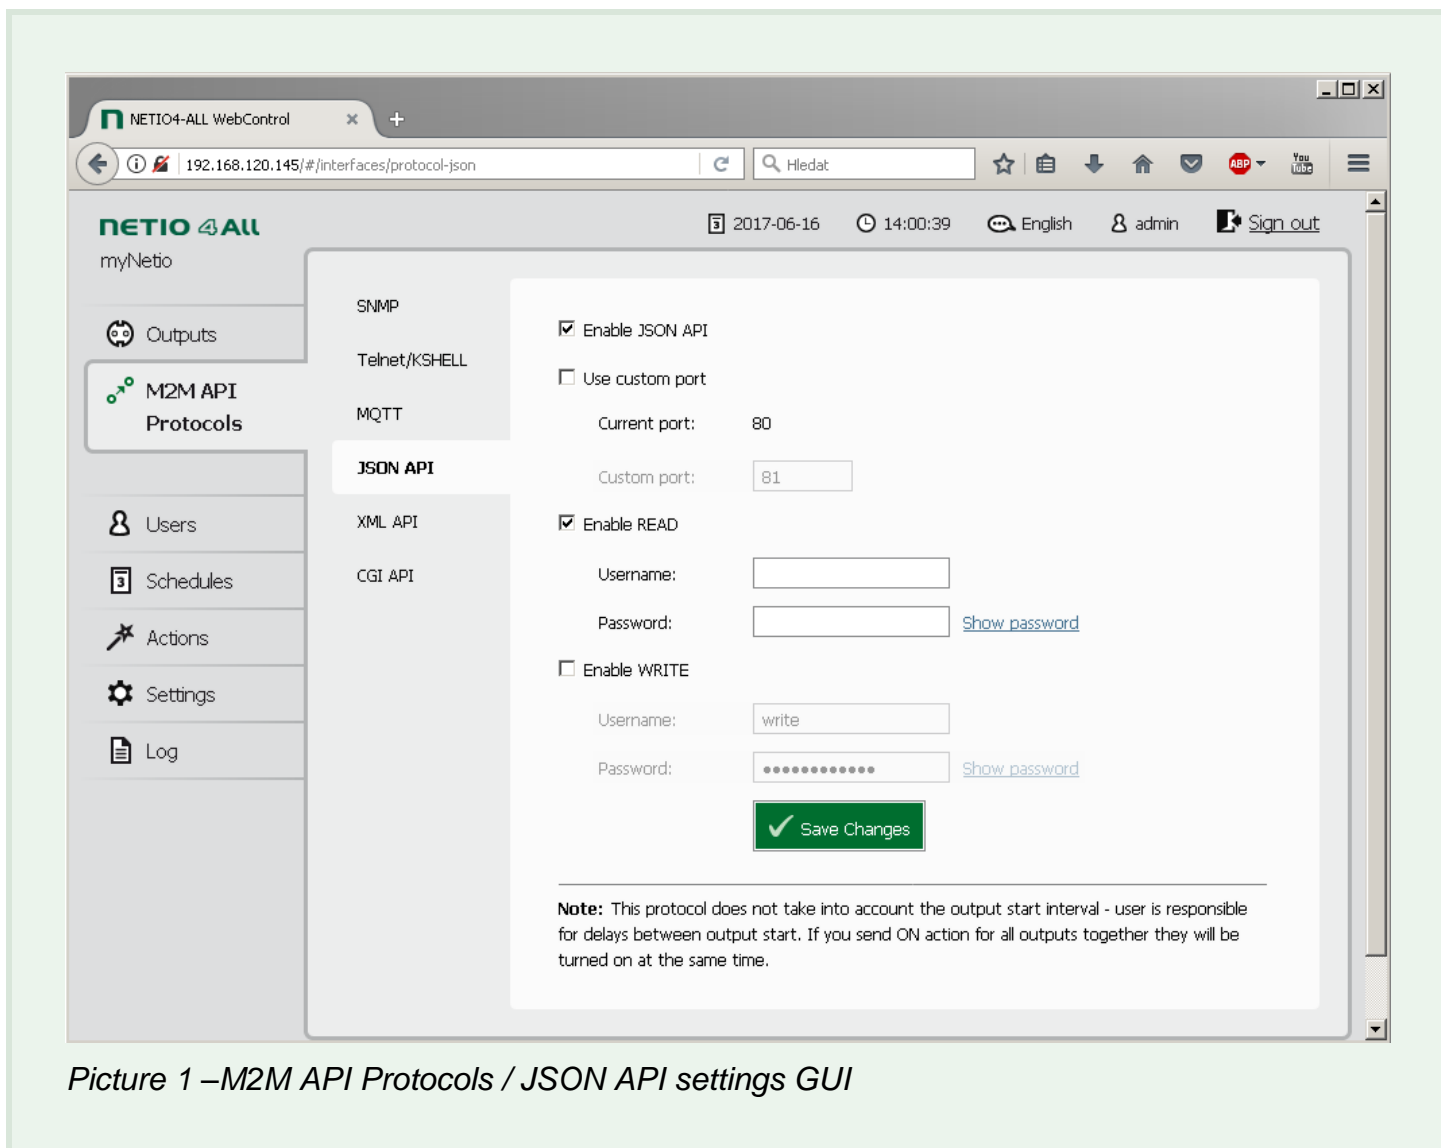 NETIO4-ALL WebControl
192.168.120.145/#/interfaces/protocol-json
Hledat
ABP
You
Tube
NETIO 4All
3 2017-06-16
14:00:39
English
admin
Sign out
myNetio
Outputs
M2M API
Protocols
Users
3 Schedules
Actions
Settings
Log
SNMP
Telnet/KSHELL
MQTT
JSON API
XML API
CGI API
Enable JSON API
Use custom port
Current port: 80
Custom port: 81
Enable READ
Username:
Password: Show password
Enable WRITE
Username: write
Password: •••••••••••• Show password
Save Changes
Note: This protocol does not take into account the output start interval - user is responsible
for delays between output start. If you send ON action for all outputs together they will be
turned on at the same time.
Picture 1 –M2M API Protocols / JSON API settings GUI